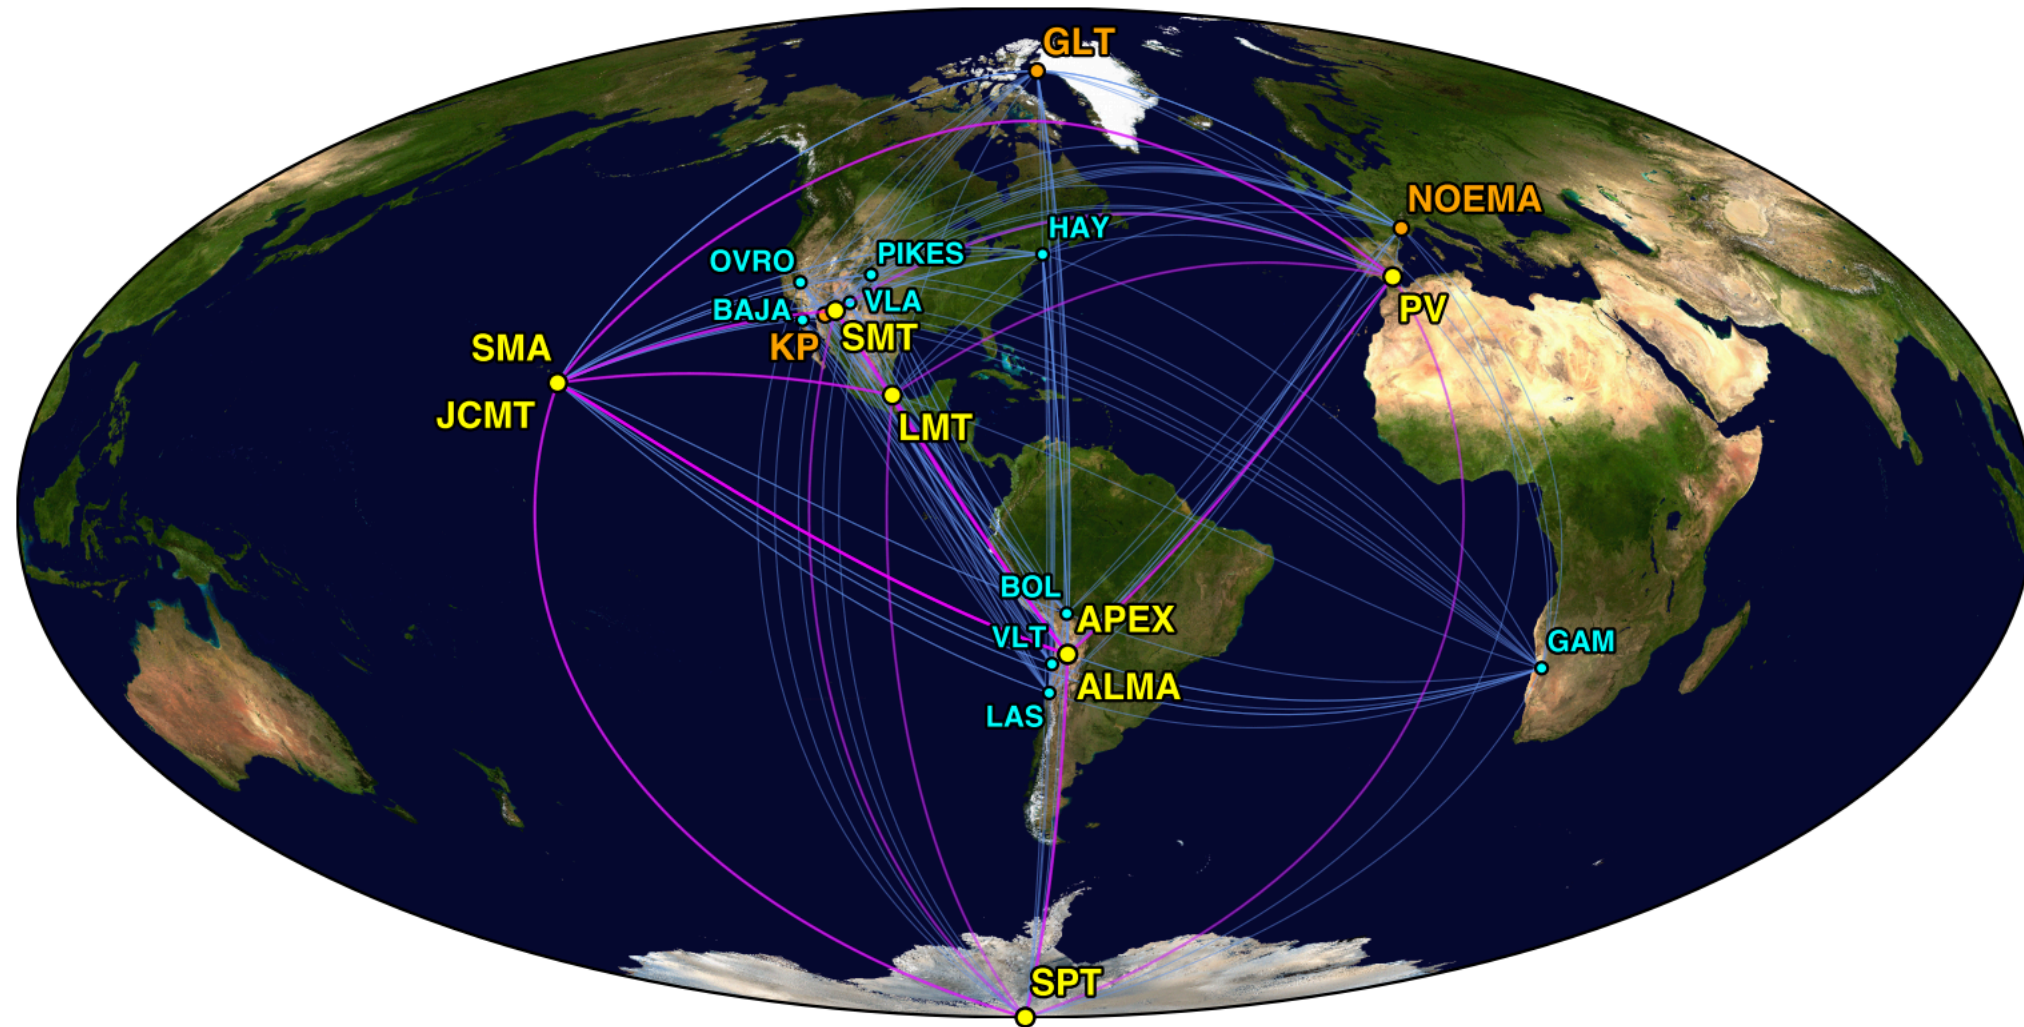 GLT
NOEMA
HAY
OVRO
PIKES
BAJA
VLA
PV
KP
SMT
SMA
JCMT
LMT
BOL
APEX
VLT
GAM
ALMA
LAS
SPT